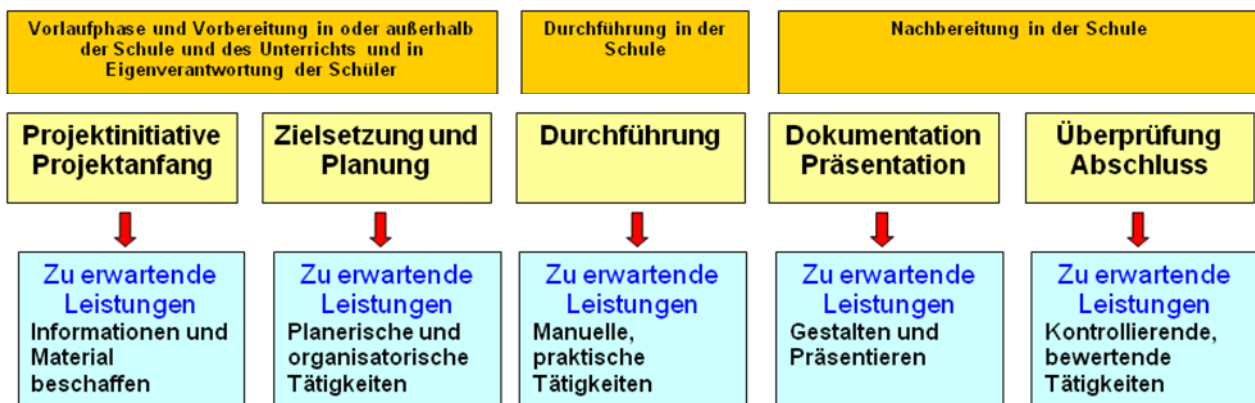 Vorlaufphase und Vorbereitung in oder außerhalb
der Schule und des Unterrichts und in
Eigenverantwortung der Schüler
Durchführung in der
Schule
Nachbereitung in der Schule
Projektinitiative
Projektanfang
Zielsetzung und
Planung
Durchführung
Dokumentation
Präsentation
Überprüfung
Abschluss
Zu erwartende
Leistungen
Informationen und
Material
beschaffen
Zu erwartende
Leistungen
Planerische und
organisatorische
Tätigkeiten
Zu erwartende
Leistungen
Manuelle,
praktische
Tätigkeiten
Zu erwartende
Leistungen
Gestalten und
Präsentieren
Zu erwartende
Leistungen
Kontrollierende,
bewertende
Tätigkeiten